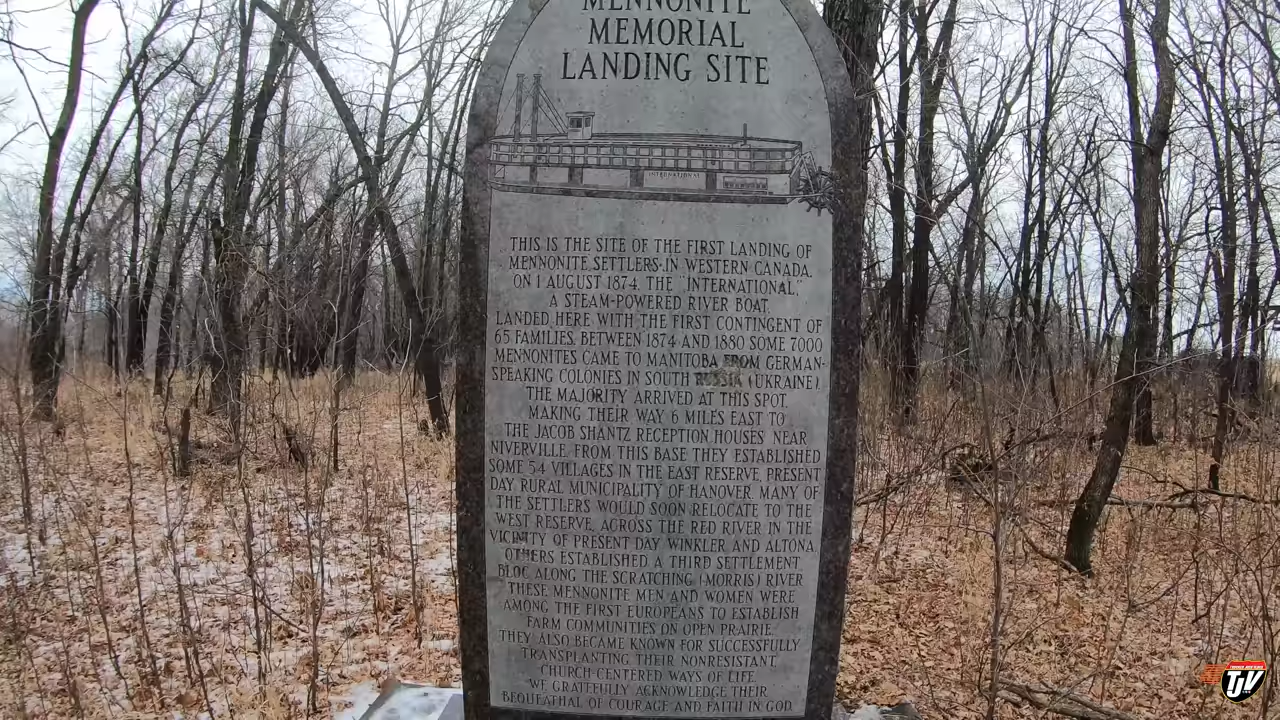 MENNONITE
MEMORIAL
LANDING SITE
INTERNATIONAL
THIS IS THE SITE OF THE FIRST LANDING OF
MENNONITE SETTLERS IN WESTERN CANADA.
ON 1 AUGUST 1874, THE "INTERNATIONAL,"
A STEAM-POWERED RIVER BOAT,
LANDED HERE WITH THE FIRST CONTINGENT OF
65 FAMILIES. BETWEEN 1874 AND 1880 SOME 7000
MENNONITES CAME TO MANITOBA FROM GERMAN-
SPEAKING COLONIES IN SOUTH RUSSIA (UKRAINE).
THE MAJORITY ARRIVED AT THIS SPOT,
MAKING THEIR WAY 6 MILES EAST TO
THE JACOB SHANTZ RECEPTION HOUSES NEAR
NIVERVILLE. FROM THIS BASE THEY ESTABLISHED
SOME 54 VILLAGES IN THE EAST RESERVE, PRESENT
DAY RURAL MUNICIPALITY OF HANOVER. MANY OF
THE SETTLERS WOULD SOON RELOCATE TO THE
WEST RESERVE, ACROSS THE RED RIVER IN THE
VICINITY OF PRESENT DAY WINKLER AND ALTONA.
OTHERS ESTABLISHED A THIRD SETTLEMENT
BLOC ALONG THE SCRATCHING (MORRIS) RIVER.
THESE MENNONITE MEN AND WOMEN WERE
AMONG THE FIRST EUROPEANS TO ESTABLISH
FARM COMMUNITIES ON OPEN PRAIRIE.
THEY ALSO BECAME KNOWN FOR SUCCESSFULLY
TRANSPLANTING THEIR NONRESISTANT,
CHURCH-CENTERED WAYS OF LIFE.
WE GRATEFULLY ACKNOWLEDGE THEIR
BEQUEATHAL OF COURAGE AND FAITH IN GOD.
TJV